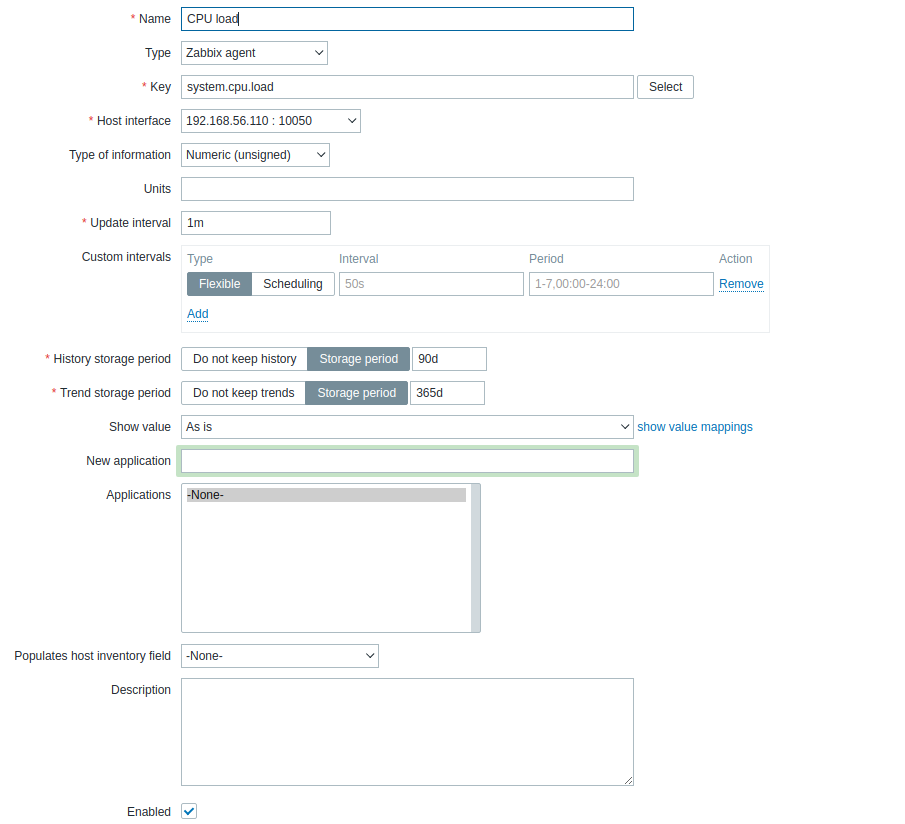 * Name CPU load
Type Zabbix agent
* Key system.cpu.load Select
* Host interface 192.168.56.110 : 10050
Type of information Numeric (unsigned)
Units
* Update interval 1m
Custom intervals Type Interval Period Action
Flexible Scheduling 50s 1-7,00:00-24:00 Remove
Add
* History storage period Do not keep history Storage period 90d
* Trend storage period Do not keep trends Storage period 365d
Show value As is show value mappings
New application
Applications -None-
Populates host inventory field -None-
Description
Enabled